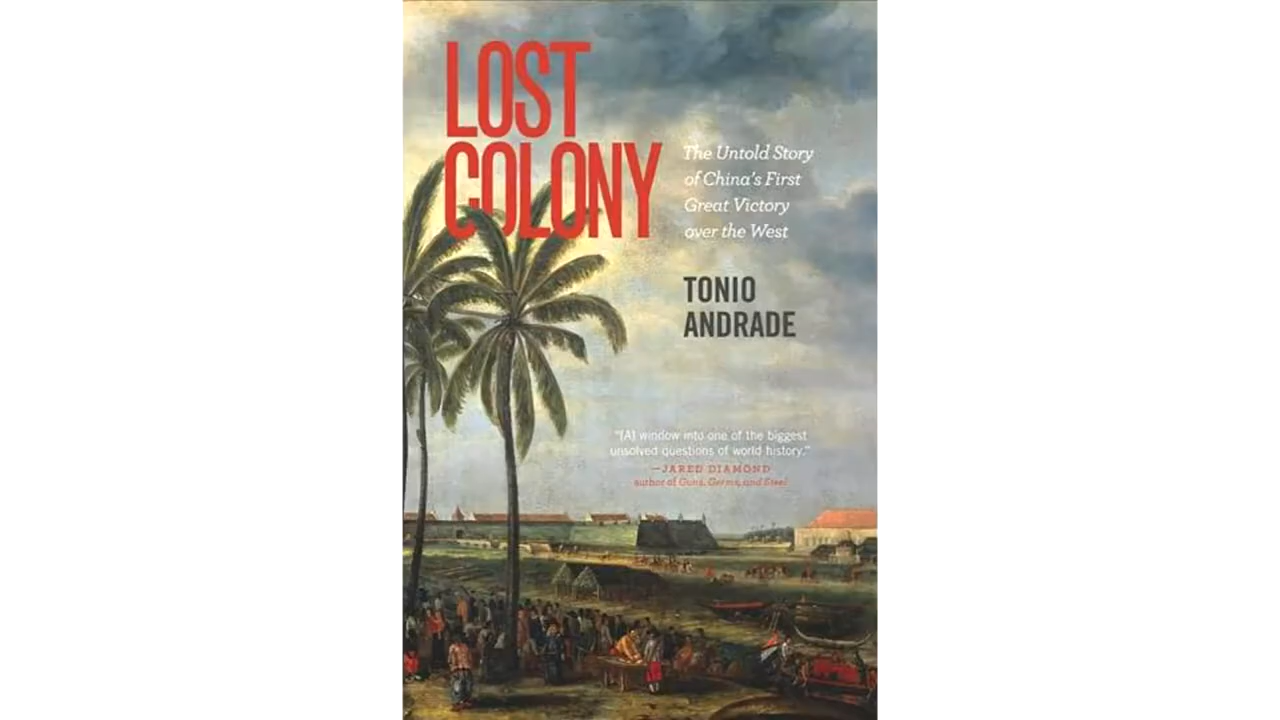 LOST
COLONY
The Untold Story
of China's First
Great Victory
over the West
TONIO
ANDRADE
"[A] window into one of the biggest
unsolved questions of world history."
—JARED DIAMOND
author of Guns, Germs, and Steel